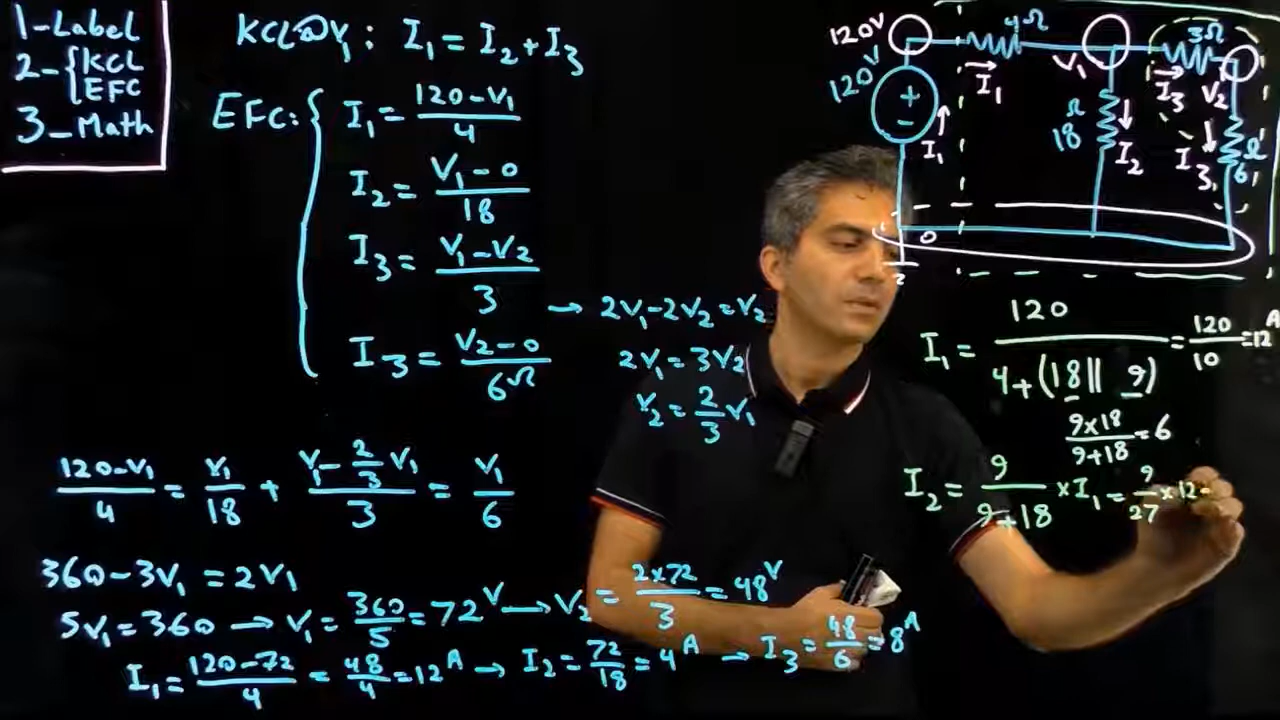 1-Label
2-{KCL
EFC
3_Math
KCL@V₁: I₁ = I₂ + I₃
EFC: {
I₁ = (120-V₁)/4
I₂ = (V₁-0)/18
I₃ = (V₁-V₂)/3
I₃ = (V₂-0)/6Ω
→ 2V₁-2V₂ = V₂
2V₁ = 3V₂
V₂ = 2/3 V₁
(120-V₁)/4 = V₁/18 + (V₁ - 2/3 V₁)/3 = V₁/6
360-3V₁ = 2V₁
5V₁ = 360 → V₁ = 360/5 = 72ⱽ → V₂ = (2×72)/3 = 48ⱽ
I₁ = (120-72)/4 = 48/4 = 12ᴬ → I₂ = 72/18 = 4ᴬ → I₃ = 48/6 = 8ᴬ
120ⱽ
4Ω
3Ω
120ⱽ
+
-
I₁
I₁
V₁
I₃
V₂
Ω
18
I₂
I₃
Ω
6
0
I₁ = 120/(4+(18||9)) = 120/10 = 12ᴬ
(9×18)/(9+18) = 6
I₂ = 9/(9+18) × I₁ = 9/27 × 12 =